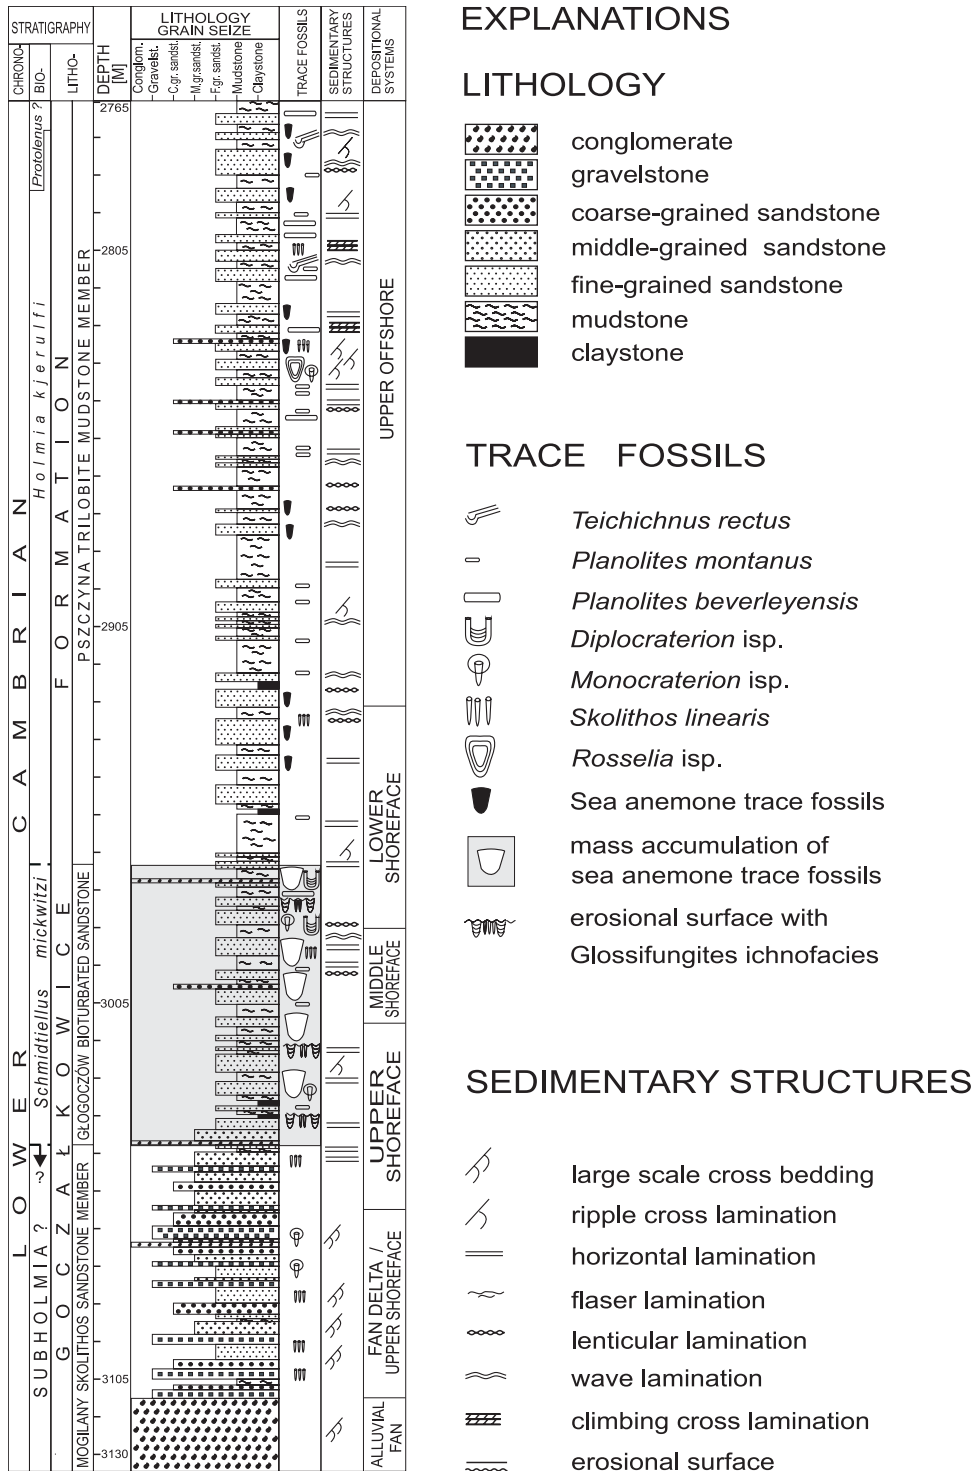 STRATIGRAPHY
CHRONO-
BIO-
LITHO-
DEPTH
[M]
LITHOLOGY
GRAIN SEIZE
Conglom.
Gravelst.
C.gr. sandst.
M.gr.sandst.
F.gr. sandst.
Mudstone
Claystone
TRACE FOSSILS
SEDIMENTARY
STRUCTURES
DEPOSITIONAL
SYSTEMS
2765
2805
2905
3005
3105
3130
LOWER CAMBRIAN
Protolenus ?
Holmia kjerulfi
Schmidtiellus mickwitzi
?
SUBHOLMIA ?
GOCZAŁKOWICE FORMATION
PSZCZYNA TRILOBITE MUDSTONE MEMBER
GŁOGOCZÓW BIOTURBATED SANDSTONE
MOGILANY SKOLITHOS SANDSTONE MEMBER
UPPER OFFSHORE
LOWER
SHOREFACE
MIDDLE
SHOREFACE
UPPER
SHOREFACE
FAN DELTA /
UPPER SHOREFACE
ALLUVIAL
FAN
EXPLANATIONS
LITHOLOGY
conglomerate
gravelstone
coarse-grained sandstone
middle-grained sandstone
fine-grained sandstone
mudstone
claystone
TRACE FOSSILS
Teichichnus rectus
Planolites montanus
Planolites beverleyensis
Diplocraterion isp.
Monocraterion isp.
Skolithos linearis
Rosselia isp.
Sea anemone trace fossils
mass accumulation of
sea anemone trace fossils
erosional surface with
Glossifungites ichnofacies
SEDIMENTARY STRUCTURES
large scale cross bedding
ripple cross lamination
horizontal lamination
flaser lamination
lenticular lamination
wave lamination
climbing cross lamination
erosional surface